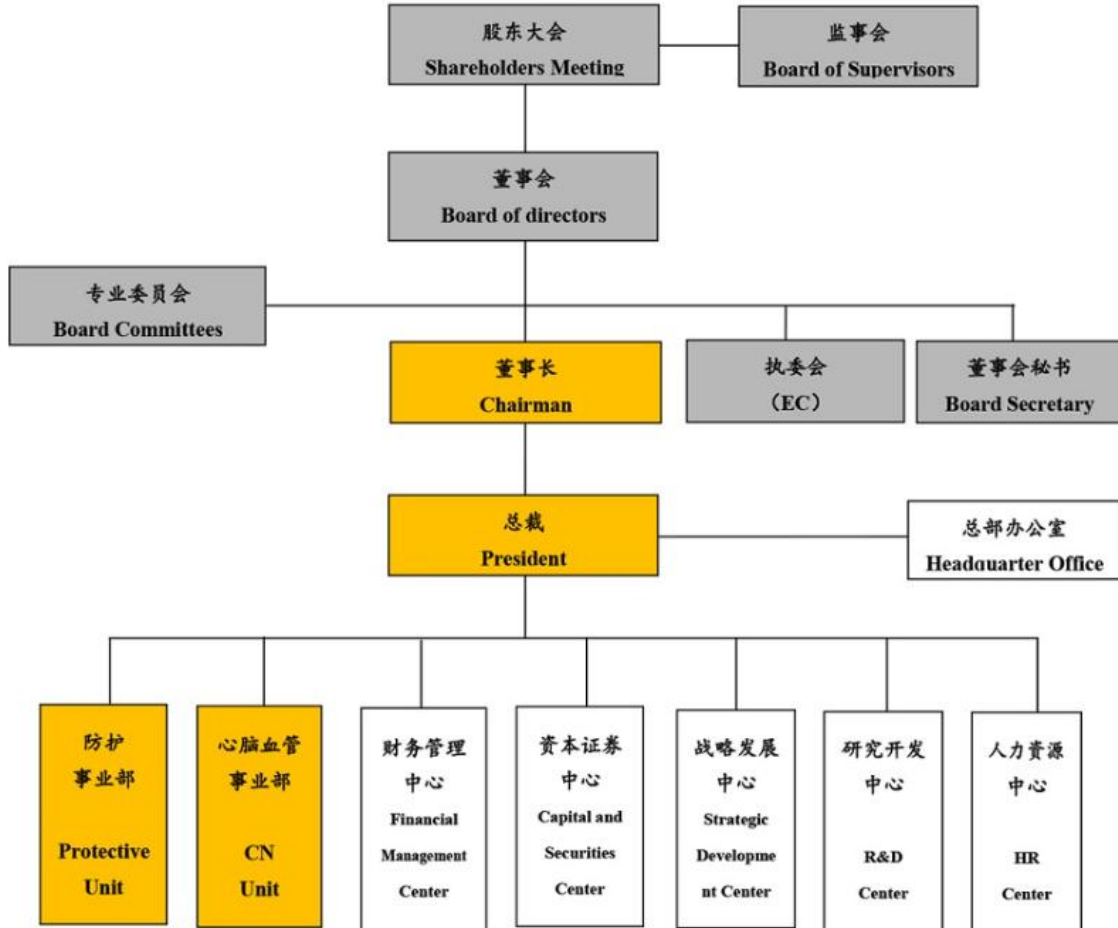 股东大会
Shareholders Meeting
监事会
Board of Supervisors
董事会
Board of directors
专业委员会
Board Committees
董事长
Chairman
执委会
（EC）
董事会秘书
Board Secretary
总裁
President
总部办公室
Headquarter Office
防护
事业部
Protective
Unit
心脑血管
事业部
CN
Unit
财务管理
中心
Financial
Management
Center
资本证券
中心
Capital and
Securities
Center
战略发展
中心
Strategic
Developme
nt Center
研究开发
中心
R&D
Center
人力资源
中心
HR
Center